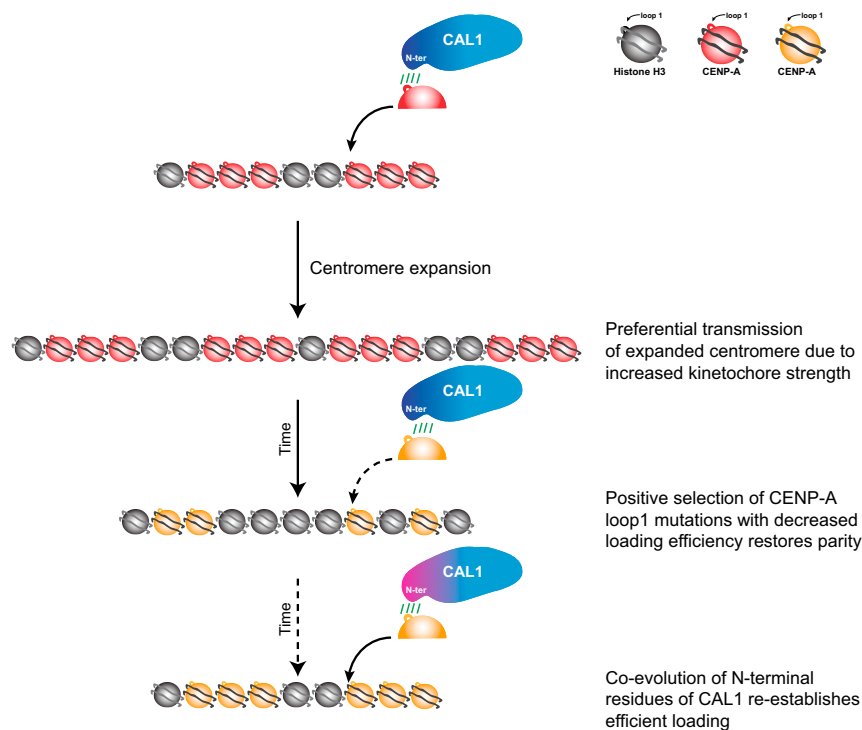 loop 1
loop 1
loop 1
CAL1
N-ter
Histone H3
CENP-A
CENP-A
Centromere expansion
Preferential transmission
of expanded centromere due to
increased kinetochore strength
CAL1
N-ter
Time
Positive selection of CENP-A
loop1 mutations with decreased
loading efficiency restores parity
CAL1
N-ter
Time
Co-evolution of N-terminal
residues of CAL1 re-establishes
efficient loading